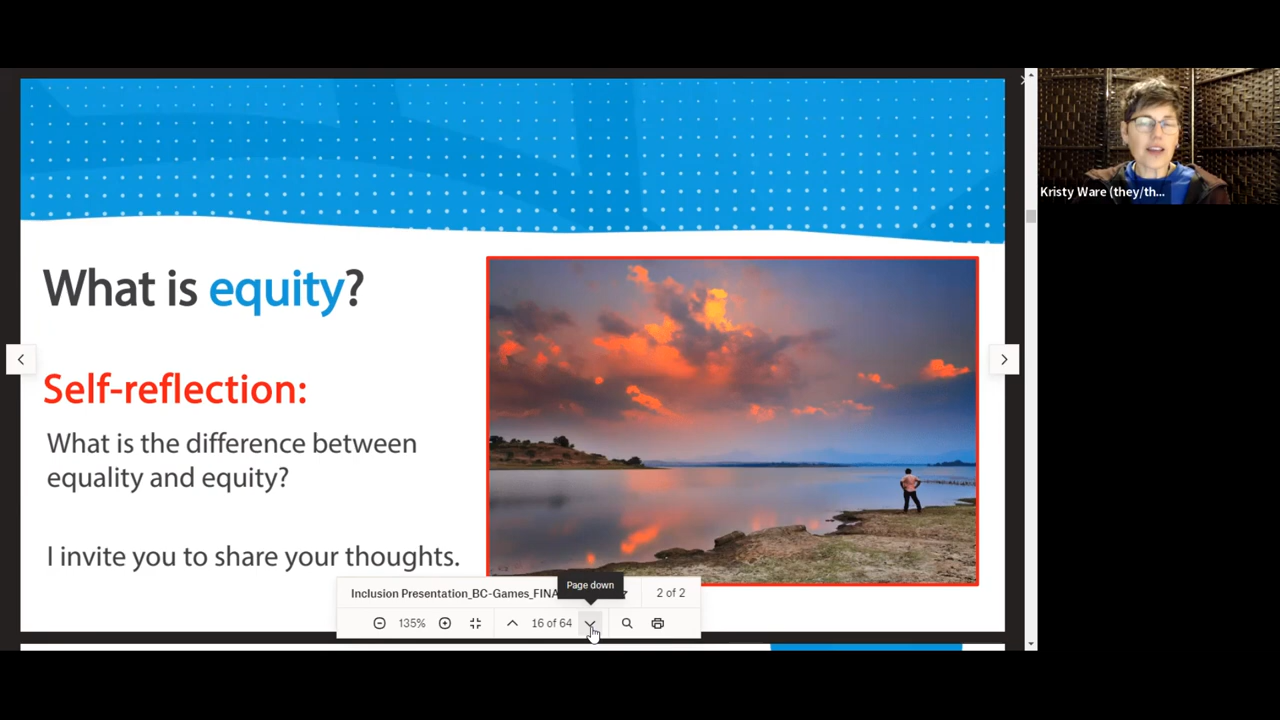 What is equity?
Self-reflection:
What is the difference between
equality and equity?
I invite you to share your thoughts.
Page down
Inclusion Presentation_BC-Games_FINA
2 of 2
135%
16 of 64
Kristy Ware (they/th...